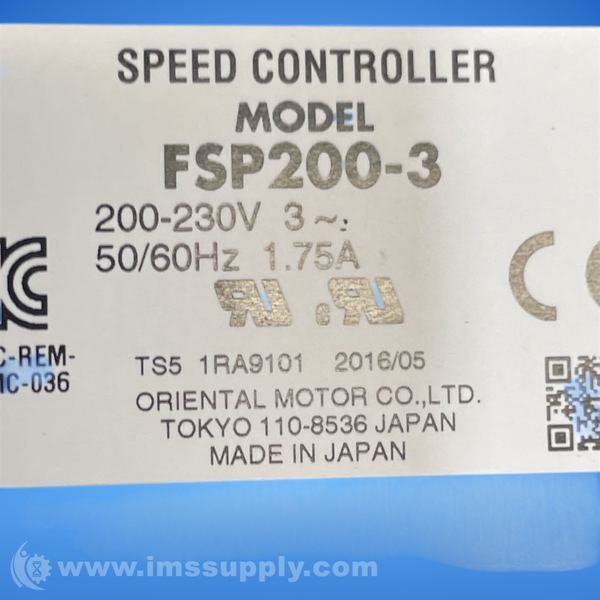 SPEED CONTROLLER
MODEL
FSP200-3
200-230V 3~
50/60Hz 1.75A
C-REM-
-036
TS5 1RA9101 2016/05
ORIENTAL MOTOR CO.,LTD.
TOKYO 110-8536 JAPAN
MADE IN JAPAN
www.imssupply.com